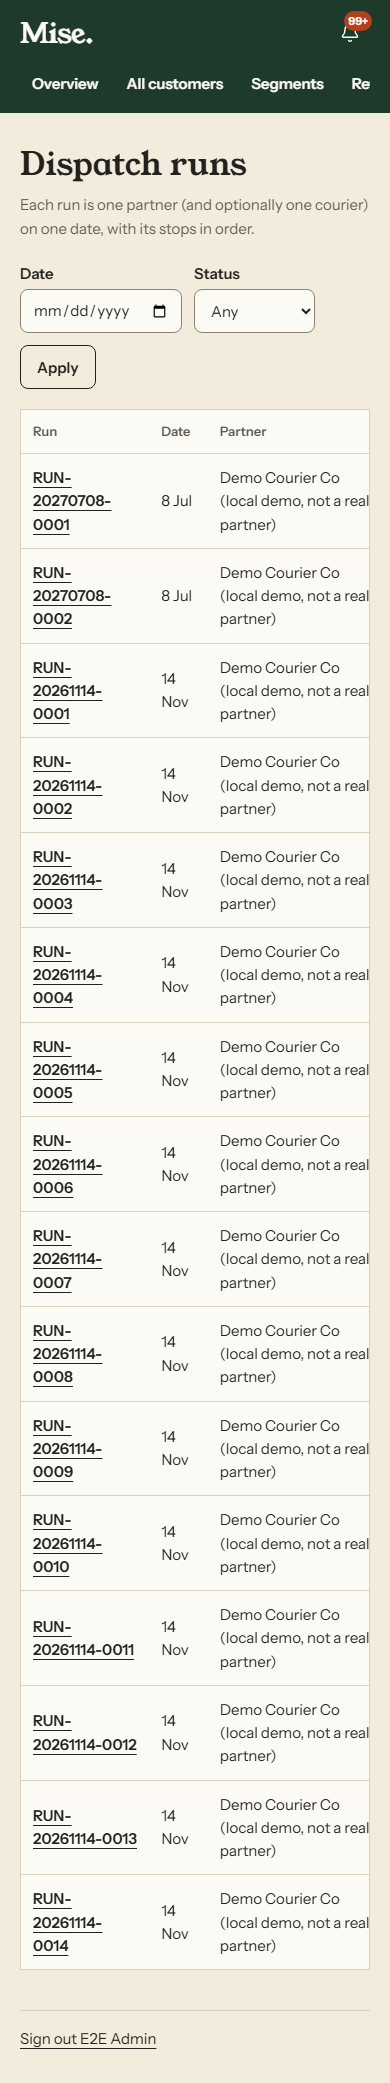 Mise.
99+
Overview All customers Segments
Dispatch runs
Each run is one partner (and optionally one courier)
on one date, with its stops in order.
Date Status
mm/dd/yyyy Any
Apply
Run Date Partner
RUN-
20270708-
0001
8 Jul
Demo Courier Co
(local demo, not a real
partner)
RUN-
20270708-
0002
8 Jul
Demo Courier Co
(local demo, not a real
partner)
RUN-
20261114-
0001
14
Nov
Demo Courier Co
(local demo, not a real
partner)
RUN-
20261114-
0002
14
Nov
Demo Courier Co
(local demo, not a real
partner)
RUN-
20261114-
0003
14
Nov
Demo Courier Co
(local demo, not a real
partner)
RUN-
20261114-
0004
14
Nov
Demo Courier Co
(local demo, not a real
partner)
RUN-
20261114-
0005
14
Nov
Demo Courier Co
(local demo, not a real
partner)
RUN-
20261114-
0006
14
Nov
Demo Courier Co
(local demo, not a real
partner)
RUN-
20261114-
0007
14
Nov
Demo Courier Co
(local demo, not a real
partner)
RUN-
20261114-
0008
14
Nov
Demo Courier Co
(local demo, not a real
partner)
RUN-
20261114-
0009
14
Nov
Demo Courier Co
(local demo, not a real
partner)
RUN-
20261114-
0010
14
Nov
Demo Courier Co
(local demo, not a real
partner)
RUN-
20261114-0011
14
Nov
Demo Courier Co
(local demo, not a real
partner)
RUN-
20261114-0012
14
Nov
Demo Courier Co
(local demo, not a real
partner)
RUN-
20261114-0013
14
Nov
Demo Courier Co
(local demo, not a real
partner)
RUN-
20261114-
0014
14
Nov
Demo Courier Co
(local demo, not a real
partner)
Sign out E2E Admin